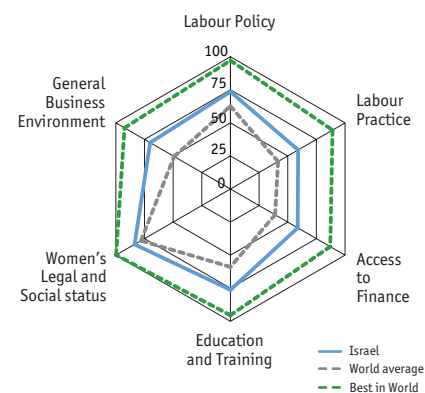 Labour Policy
100
75
50
25
0
General
Business
Environment
Labour
Practice
Women's
Legal and
Social status
Access
to
Finance
Education
and Training
Israel
World average
Best in World